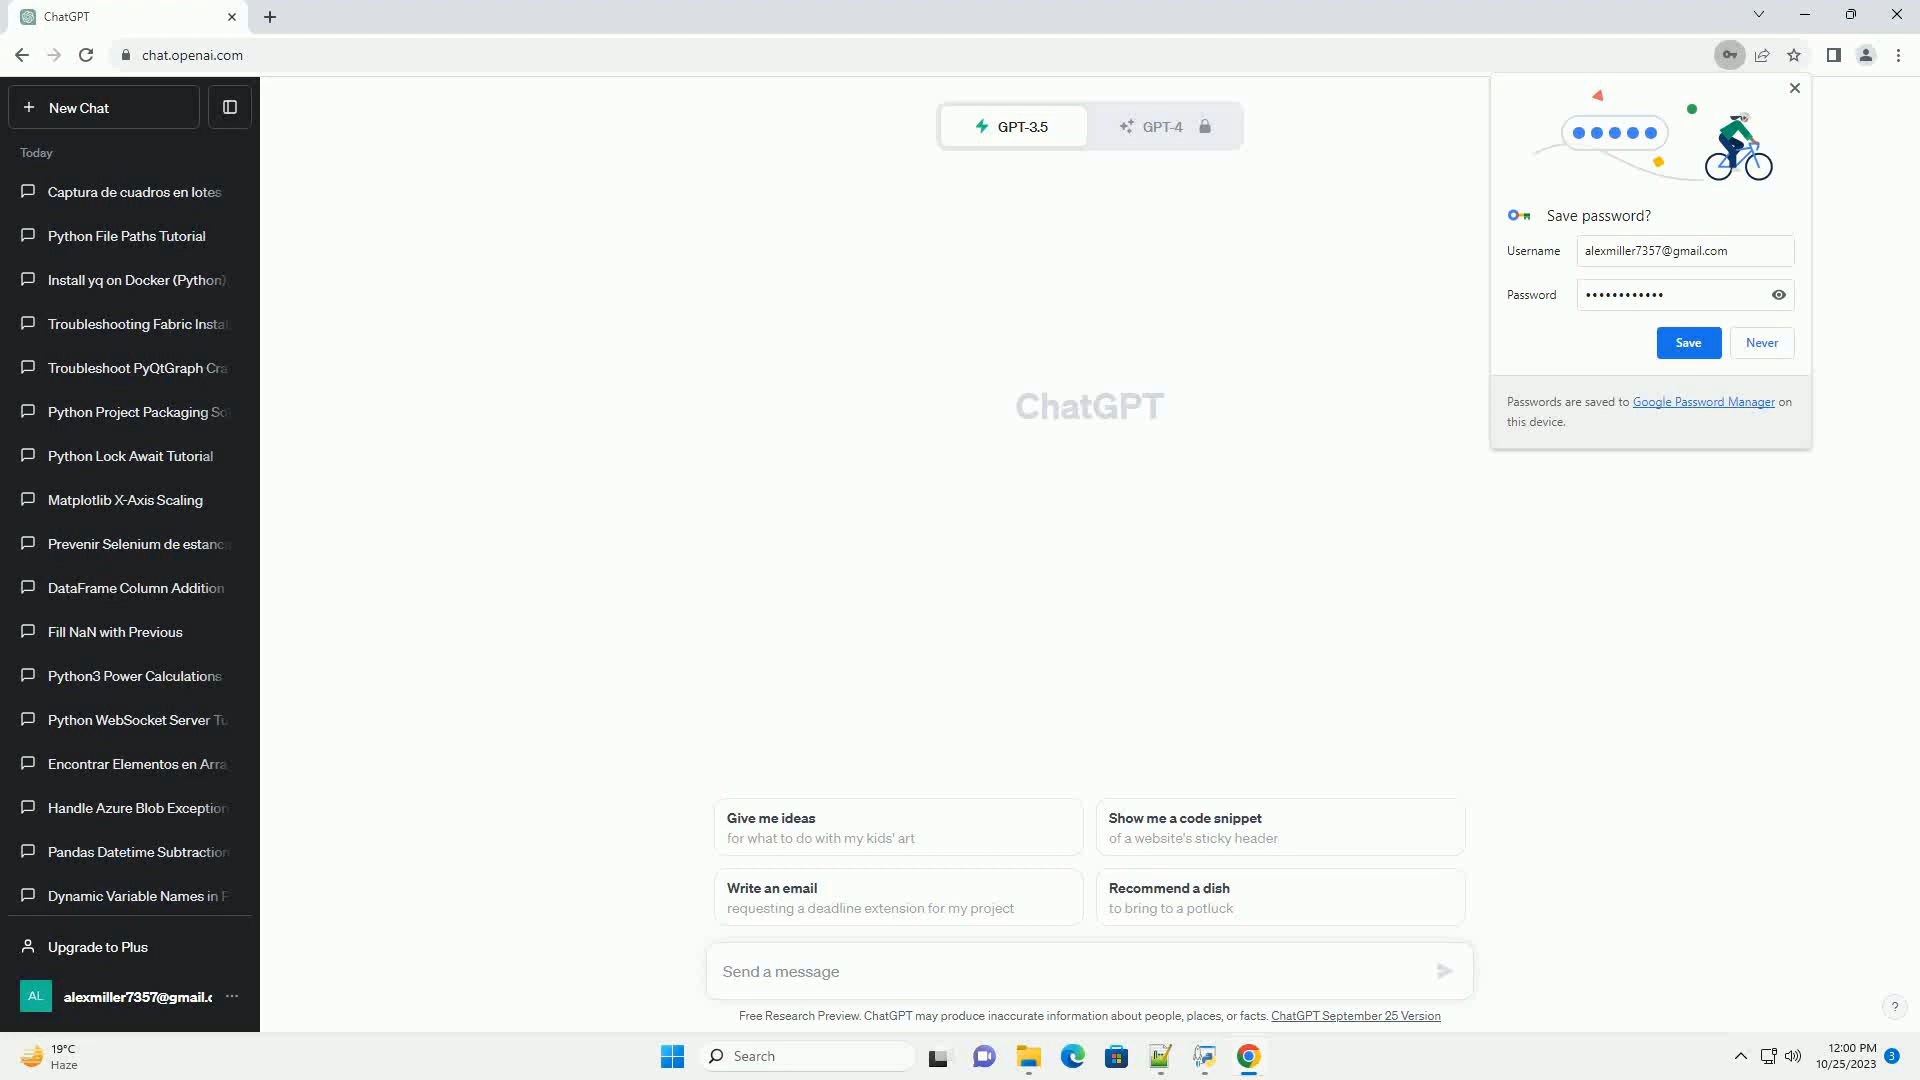 ChatGPT
chat.openai.com
New Chat
Today
Captura de cuadros en lotes
Python File Paths Tutorial
Install yq on Docker (Python)
Troubleshooting Fabric Instal
Troubleshoot PyQtGraph Cra
Python Project Packaging So
Python Lock Await Tutorial
Matplotlib X-Axis Scaling
Prevenir Selenium de estanc
DataFrame Column Addition
Fill NaN with Previous
Python3 Power Calculations
Python WebSocket Server Tu
Encontrar Elementos en Arra
Handle Azure Blob Exception
Pandas Datetime Subtraction
Dynamic Variable Names in P
Upgrade to Plus
AL
alexmiller7357@gmail.c
GPT-3.5
GPT-4
ChatGPT
Save password?
Username alexmiller7357@gmail.com
Password ••••••••••••
Save Never
Passwords are saved to Google Password Manager on
this device.
Give me ideas
for what to do with my kids' art
Show me a code snippet
of a website's sticky header
Write an email
requesting a deadline extension for my project
Recommend a dish
to bring to a potluck
Send a message
Free Research Preview. ChatGPT may produce inaccurate information about people, places, or facts. ChatGPT September 25 Version
?
19°C
Haze
Search
12:00 PM
10/25/2023
3